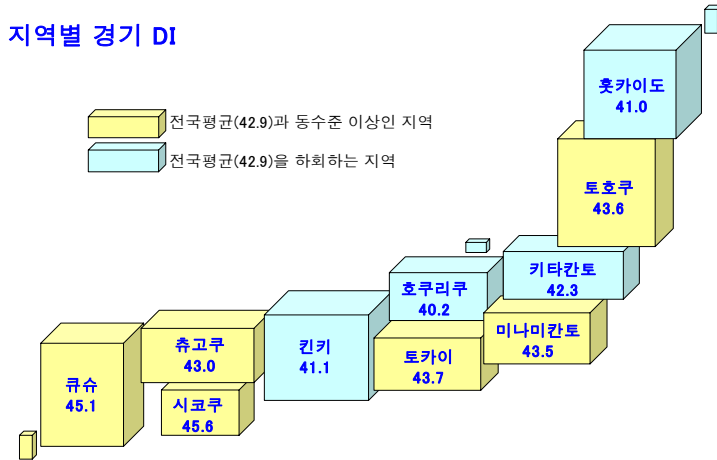 지역별 경기 DI
전국평균(42.9)과 동수준 이상인 지역
전국평균(42.9)을 하회하는 지역
홋카이도
41.0
토호쿠
43.6
키타칸토
42.3
호쿠리쿠
40.2
미나미칸토
43.5
킨키
41.1
토카이
43.7
츄고쿠
43.0
큐슈
45.1
시코쿠
45.6